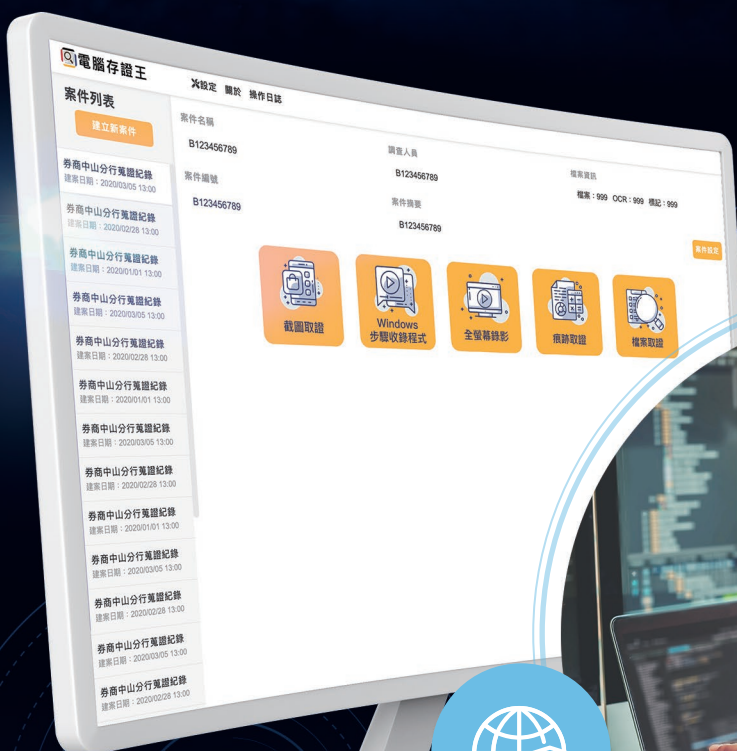 電腦存證王
設定 關於 操作日誌
案件列表
建立新案件
券商中山分行蒐證紀錄
建案日期：2020/03/05 13:00
券商中山分行蒐證紀錄
建案日期：2020/02/28 13:00
券商中山分行蒐證紀錄
建案日期：2020/01/01 13:00
券商中山分行蒐證紀錄
建案日期：2020/03/05 13:00
券商中山分行蒐證紀錄
建案日期：2020/02/28 13:00
券商中山分行蒐證紀錄
建案日期：2020/01/01 13:00
券商中山分行蒐證紀錄
建案日期：2020/03/05 13:00
券商中山分行蒐證紀錄
建案日期：2020/02/28 13:00
券商中山分行蒐證紀錄
建案日期：2020/01/01 13:00
券商中山分行蒐證紀錄
建案日期：2020/03/05 13:00
券商中山分行蒐證紀錄
建案日期：2020/02/28 13:00
券商中山分行蒐證紀錄
建案日期：2020/03/05 13:00
券商中山分行蒐證紀錄
建案日期：2020/02/28 13:00
案件名稱
B123456789
調查人員
B123456789
檔案資訊
檔案：999 OCR：999 標記：999
案件編號
B123456789
案件摘要
B123456789
案件設定
截圖取證
Windows
步驟收錄程式
全螢幕錄影
痕跡取證
檔案取證